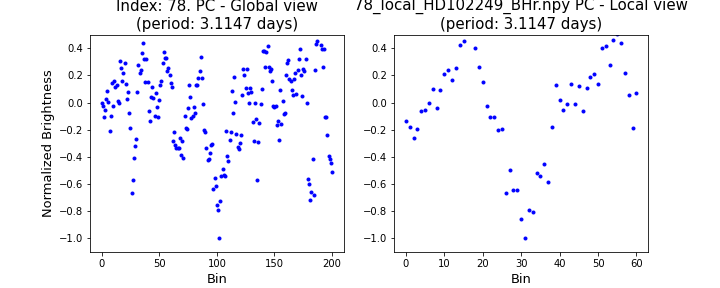 Index: 78. PC - Global view
(period: 3.1147 days)
78_local_HD102249_BHr.npy PC - Local view
(period: 3.1147 days)
Normalized Brightness
0.4
0.2
0.0
−0.2
−0.4
−0.6
−0.8
−1.0
0 50 100 150 200
Bin
0.4
0.2
0.0
−0.2
−0.4
−0.6
−0.8
−1.0
0 10 20 30 40 50 60
Bin